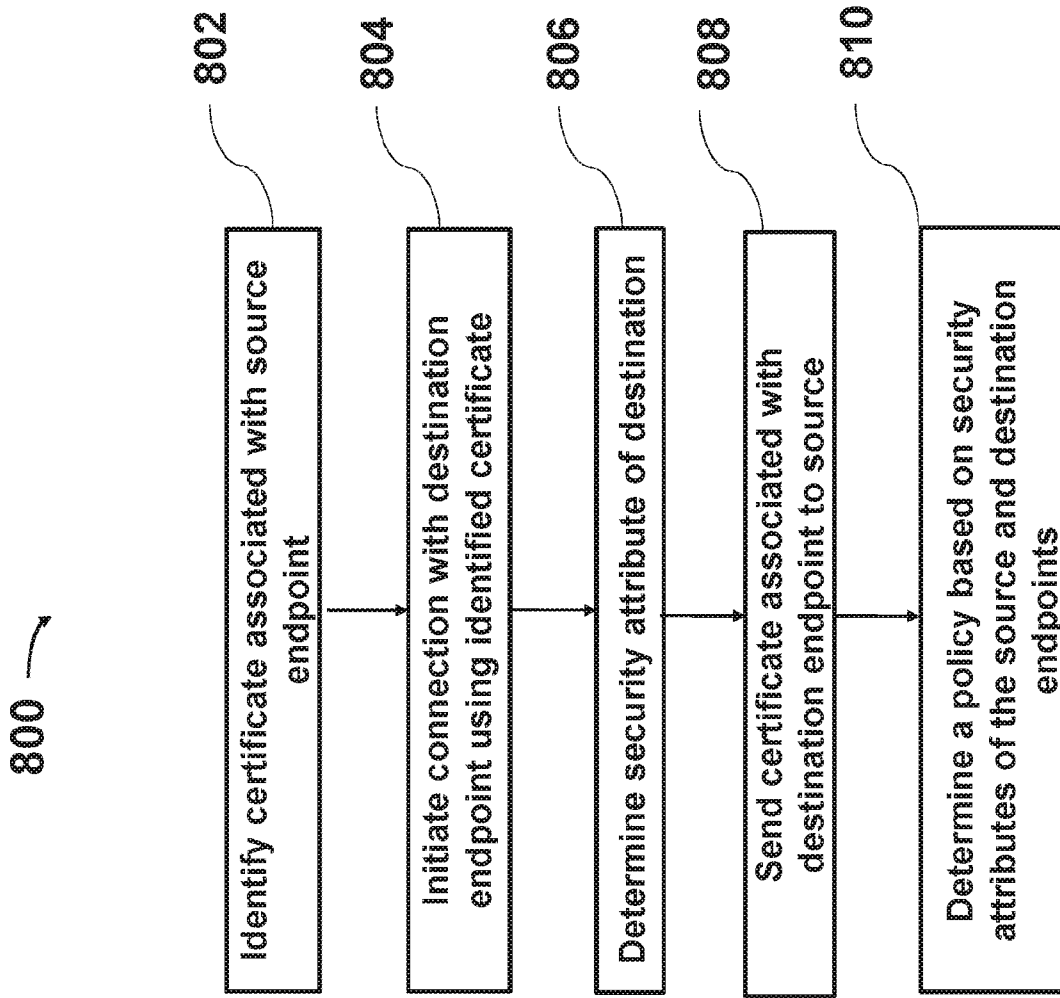 800
Identify certificate associated with source
endpoint
802
Initiate connection with destination
endpoint using identified certificate
804
Determine security attribute of destination
806
Send certificate associated with
destination endpoint to source
808
Determine a policy based on security
attributes of the source and destination
endpoints
810